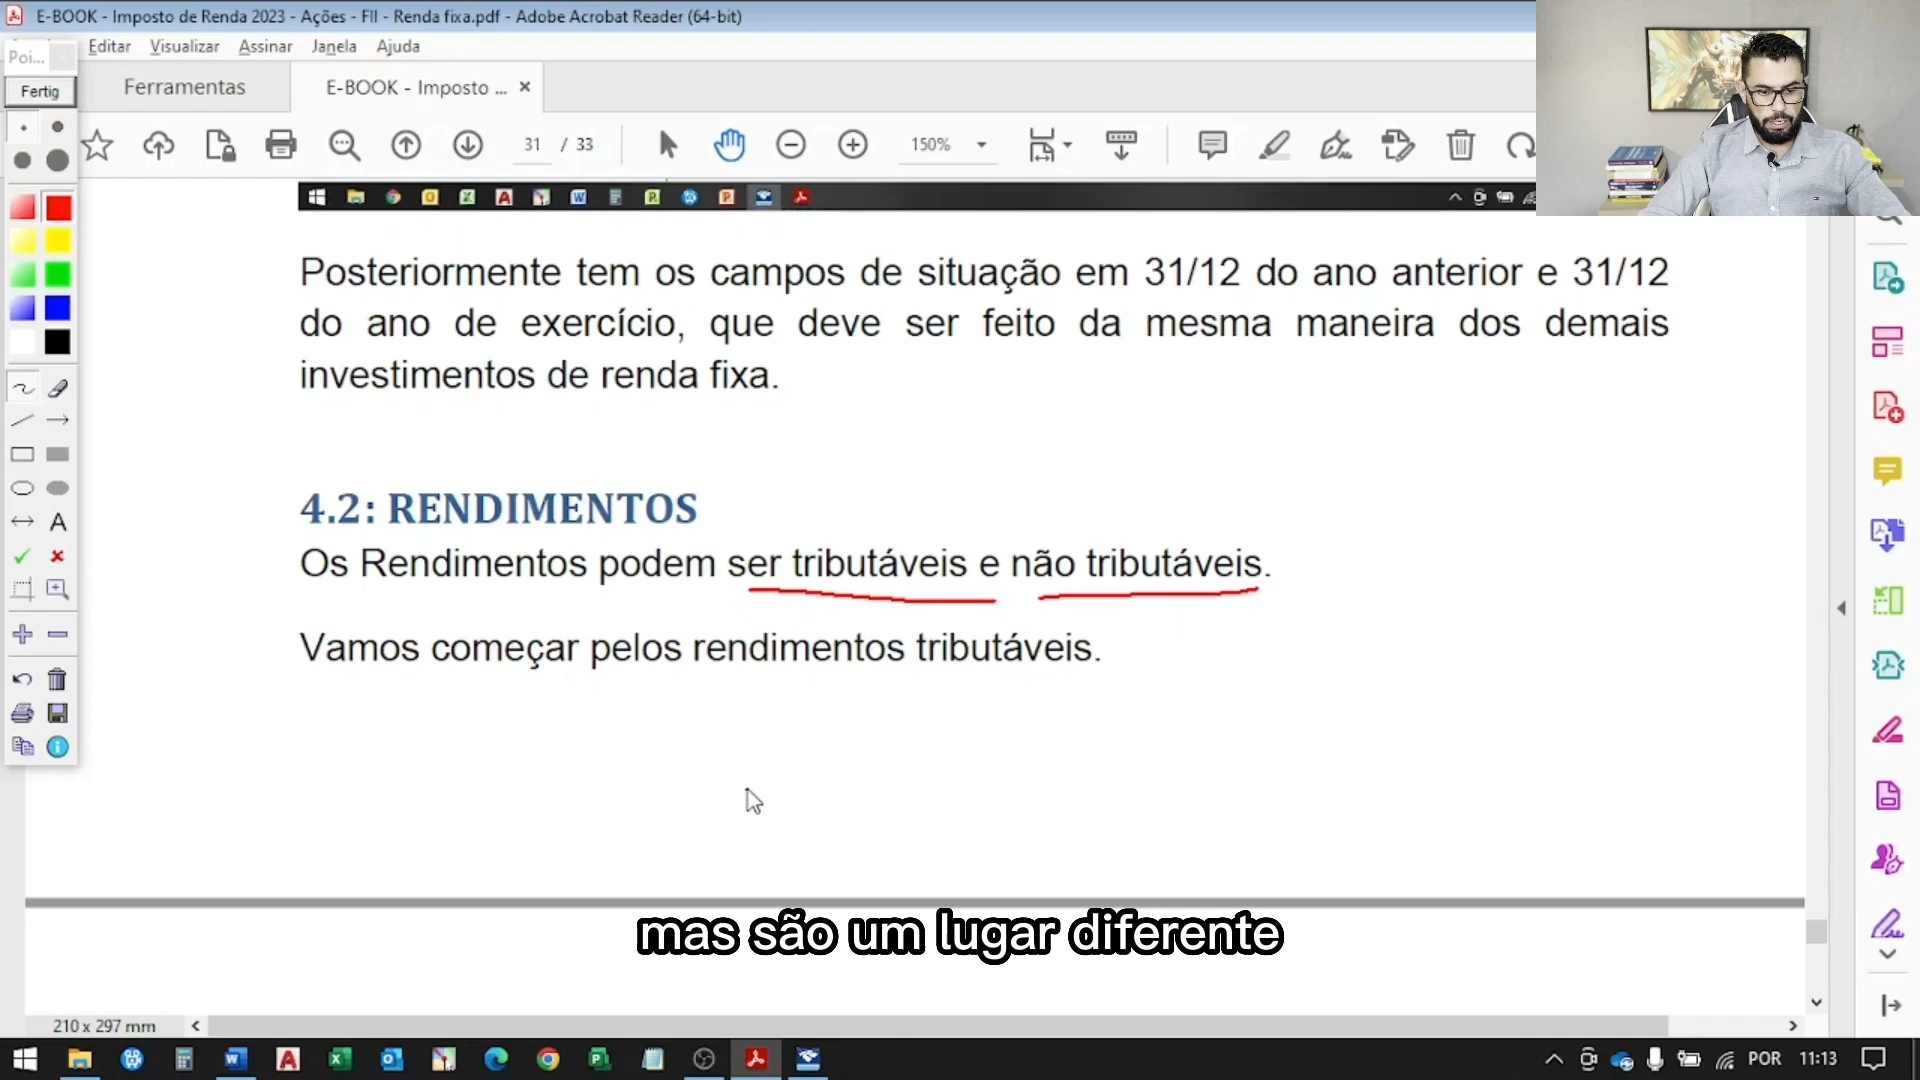 E-BOOK - Imposto de Renda 2023 - Ações - FII - Renda fixa.pdf - Adobe Acrobat Reader (64-bit)
Editar Visualizar Assinar Janela Ajuda
Poi...
Fertig
Ferramentas
E-BOOK - Imposto ... ×
31 / 33
150%
Posteriormente tem os campos de situação em 31/12 do ano anterior e 31/12
do ano de exercício, que deve ser feito da mesma maneira dos demais
investimentos de renda fixa.
4.2: RENDIMENTOS
Os Rendimentos podem ser tributáveis e não tributáveis.
Vamos começar pelos rendimentos tributáveis.
mas são um lugar diferente
210 x 297 mm
POR 11:13